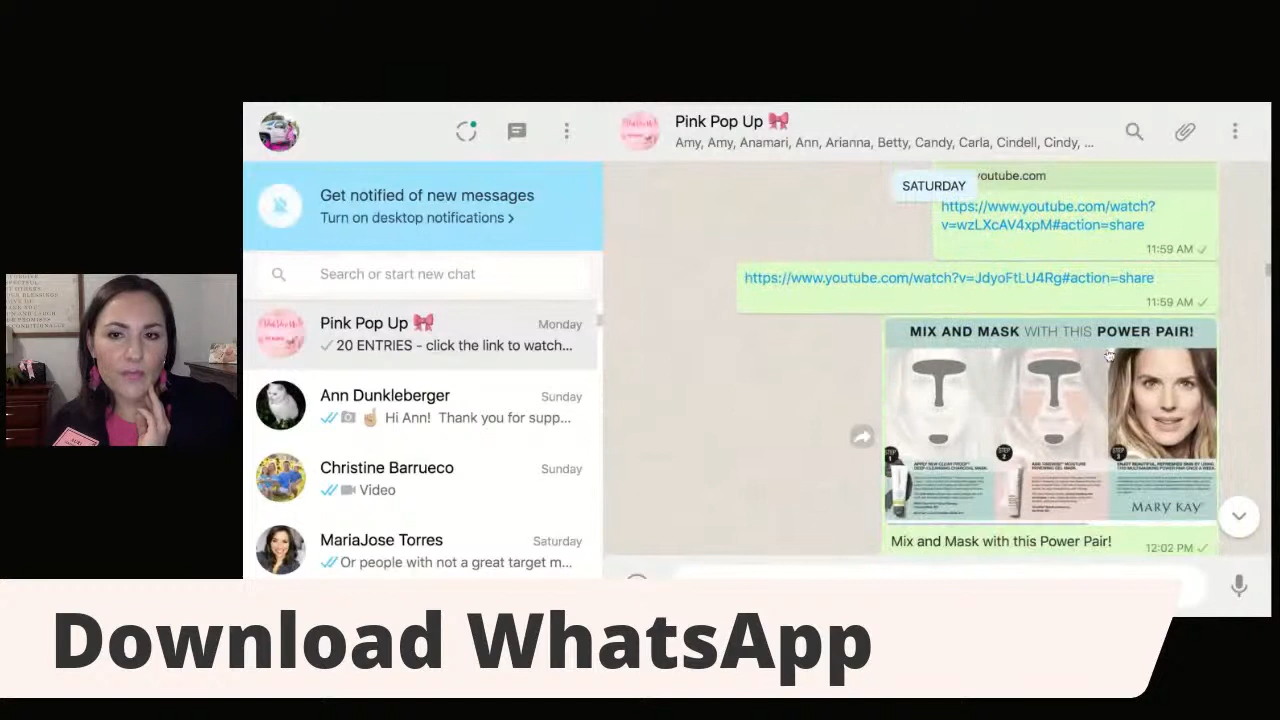 Pink Pop Up 🎀
Amy, Amy, Anamari, Ann, Arianna, Betty, Candy, Carla, Cindell, Cindy, ...
Get notified of new messages
Turn on desktop notifications >
Search or start new chat
Pink Pop Up 🎀
Monday
20 ENTRIES - click the link to watch...
Ann Dunkleberger
Sunday
☝🏼 Hi Ann! Thank you for supp...
Christine Barrueco
Sunday
Video
MariaJose Torres
Saturday
Or people with not a great target m...
youtube.com
SATURDAY
https://www.youtube.com/watch?
v=wzLXcAV4xpM#action=share
11:59 AM
https://www.youtube.com/watch?v=JdyoFtLU4Rg#action=share
11:59 AM
MIX AND MASK WITH THIS POWER PAIR!
STEP 1
STEP 2
MARY KAY
Mix and Mask with this Power Pair!
12:02 PM
Download WhatsApp